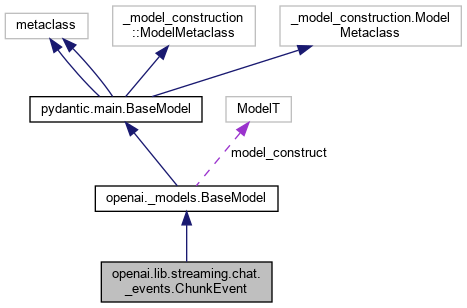 metaclass
_model_construction
::ModelMetaclass
_model_construction.Model
Metaclass
pydantic.main.BaseModel
ModelT
model_construct
openai._models.BaseModel
openai.lib.streaming.chat.
_events.ChunkEvent